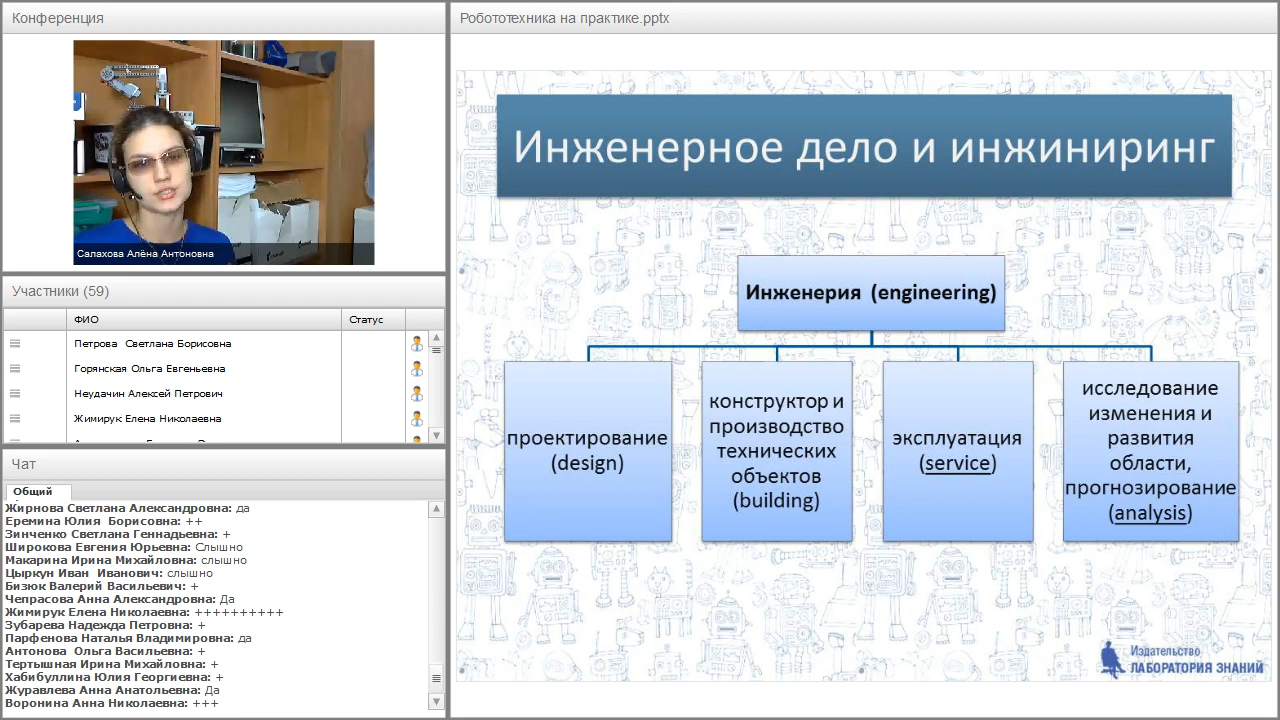 Конференция
Салахова Алёна Антоновна
Участники (59)
ФИО
Статус
Петрова Светлана Борисовна
Горянская Ольга Евгеньевна
Неудачин Алексей Петрович
Жимирук Елена Николаевна
Чат
Общий
Жирнова Светлана Александровна: да
Еремина Юлия Борисовна: ++
Зинченко Светлана Геннадьевна: +
Широкова Евгения Юрьевна: Слышно
Макарина Ирина Михайловна: слышно
Цыркун Иван Иванович: слышно
Бизюк Валерий Васильевич: +
Чепрасова Анна Александровна: Да
Жимирук Елена Николаевна: ++++++++++
Зубарева Надежда Петровна: +
Парфенова Наталья Владимировна: да
Антонова Ольга Васильевна: +
Тертышная Ирина Михайловна: +
Хабибуллина Юлия Георгиевна: +
Журавлева Анна Анатольевна: Да
Воронина Анна Николаевна: +++
Робототехника на практике.pptx
Инженерное дело и инжиниринг
Инженерия (engineering)
проектирование
(design)
конструктор и
производство
технических
объектов
(building)
эксплуатация
(service)
исследование
изменения и
развития
области,
прогнозирование
(analysis)
Издательство
ЛАБОРАТОРИЯ ЗНАНИЙ